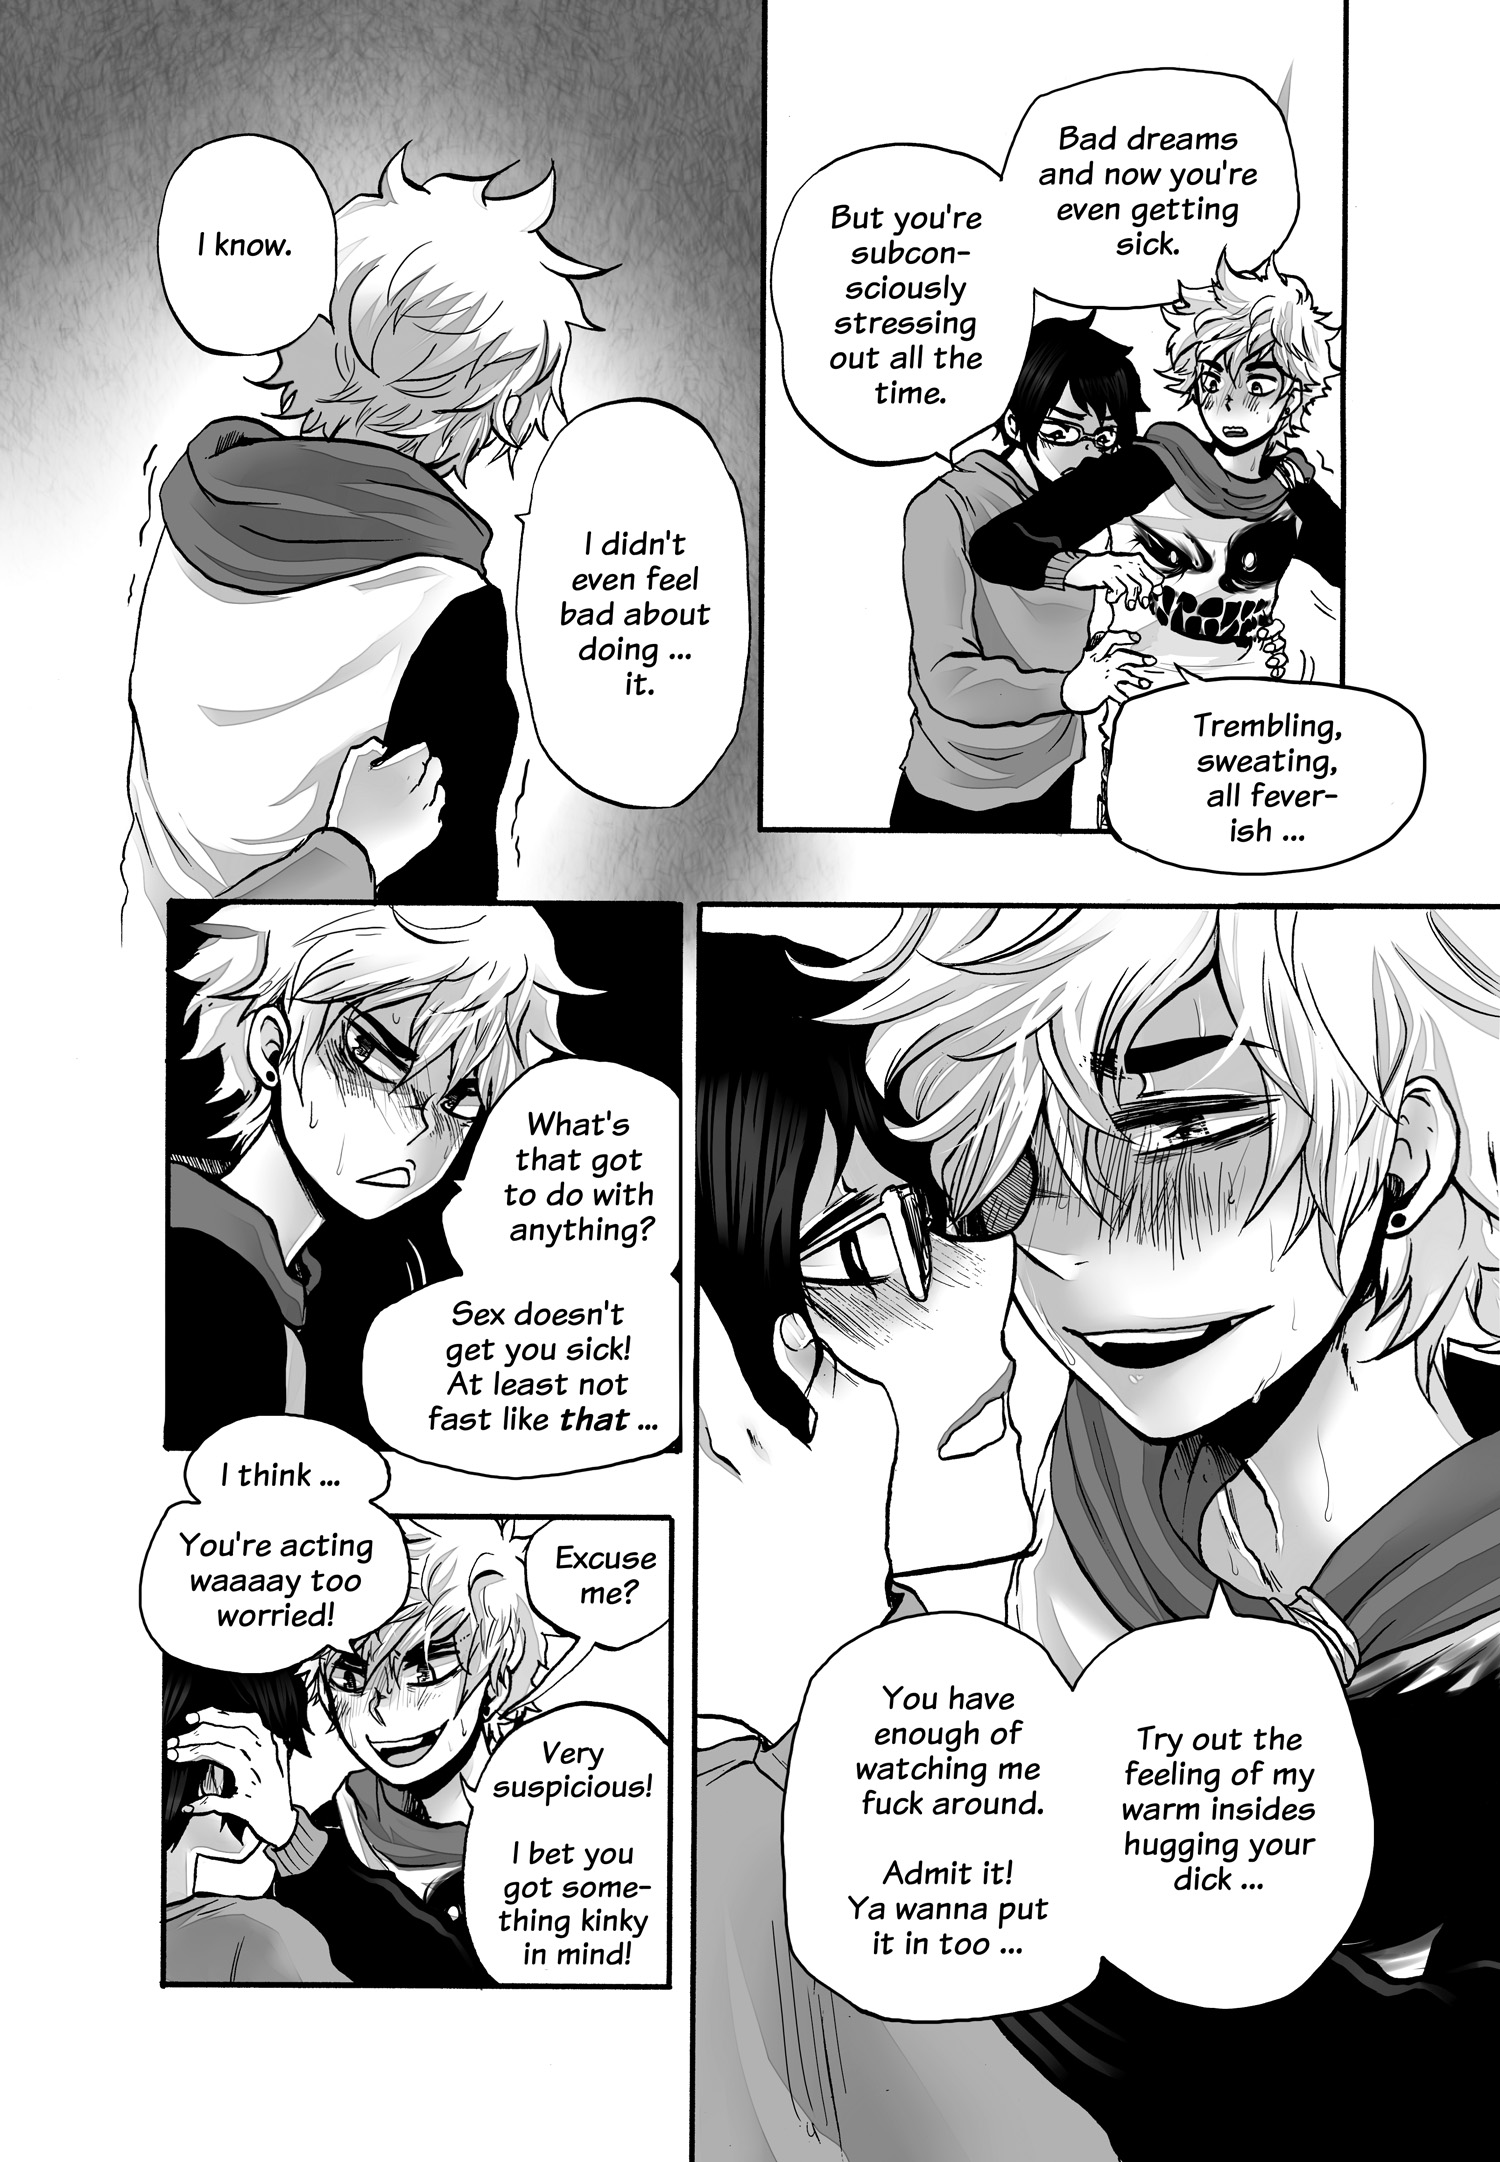 I know.
I didn't
even feel
bad about
doing ...
it.
But you're
subcon-
sciously
stressing
out all the
time.
Bad dreams
and now you're
even getting
sick.
Trembling,
sweating,
all fever-
ish ...
What's
that got
to do with
anything?
Sex doesn't
get you sick!
At least not
fast like that ...
I think ...
You're acting
waaaay too
worried!
Excuse
me?
Very
suspicious!
I bet you
got some-
thing kinky
in mind!
You have
enough of
watching me
fuck around.
Admit it!
Ya wanna put
it in too ...
Try out the
feeling of my
warm insides
hugging your
dick ...